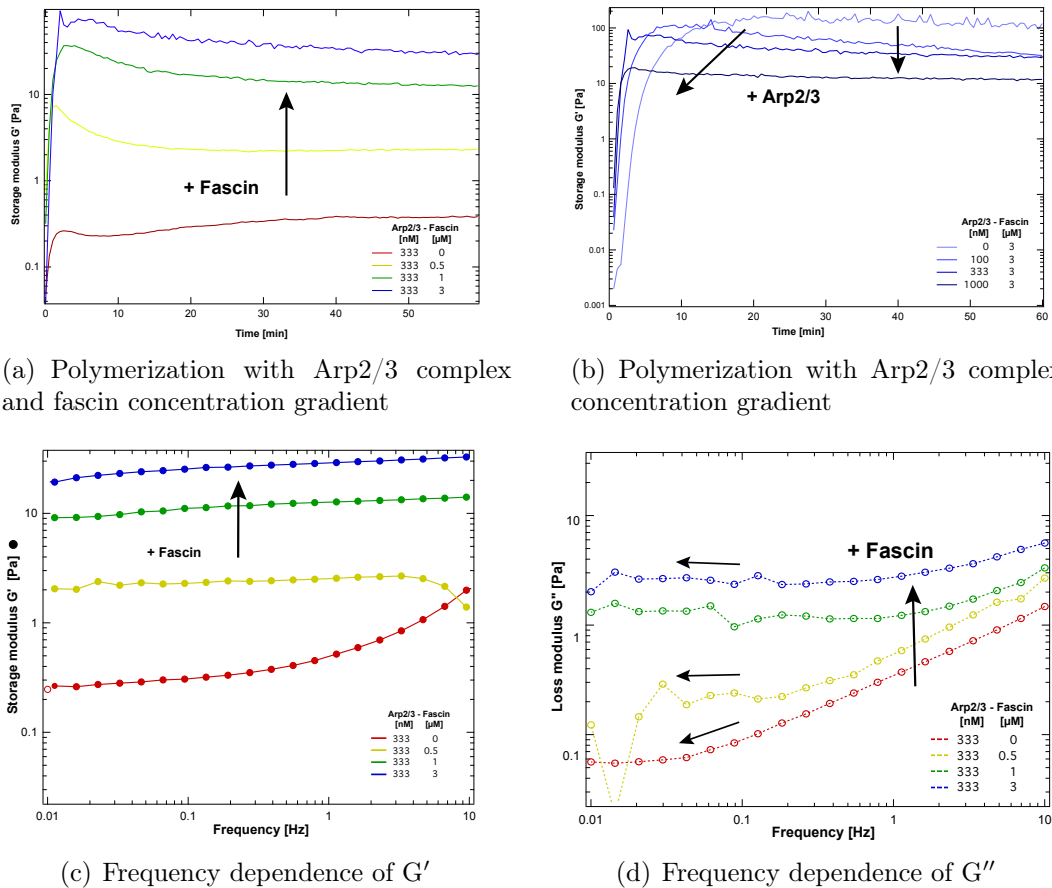 10
1
0.1
Storage modulus G' [Pa]
+ Fascin
Arp2/3 - Fascin
[nM] [µM]
333 0
333 0.5
333 1
333 3
0 10 20 30 40 50
Time [min]
100
10
1
0.1
0.01
0.001
Storage modulus G' [Pa]
+ Arp2/3
Arp2/3 - Fascin
[nM] [µM]
0 3
100 3
333 3
1000 3
0 10 20 30 40 50 60
Time [min]
(a) Polymerization with Arp2/3 complex
and fascin concentration gradient
(b) Polymerization with Arp2/3 complex
concentration gradient
10
1
0.1
Storage modulus G' [Pa]
+ Fascin
Arp2/3 - Fascin
[nM] [µM]
333 0
333 0.5
333 1
333 3
0.01 0.1 1 10
Frequency [Hz]
10
1
0.1
Loss modulus G" [Pa]
+ Fascin
Arp2/3 - Fascin
[nM] [µM]
333 0
333 0.5
333 1
333 3
0.01 0.1 1 10
Frequency [Hz]
(c) Frequency dependence of G′
(d) Frequency dependence of G″